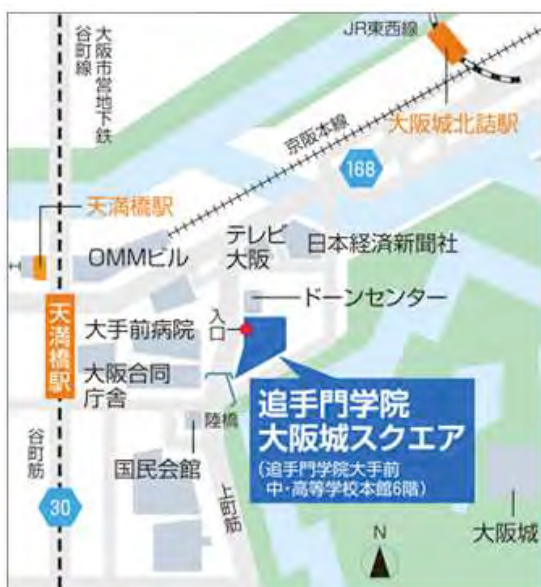 大阪市営地下鉄
谷町線
JR東西線
大阪城北詰駅
京阪本線
168
天満橋駅
OMMビル
テレビ
大阪
日本経済新聞社
ドーンセンター
天満橋駅
大手前病院
入口
大阪合同
庁舎
追手門学院
大阪城スクエア
(追手門学院大手前
中・高等学校本館6階)
陸橋
谷町筋
国民会館
上町筋
30
N
大阪城